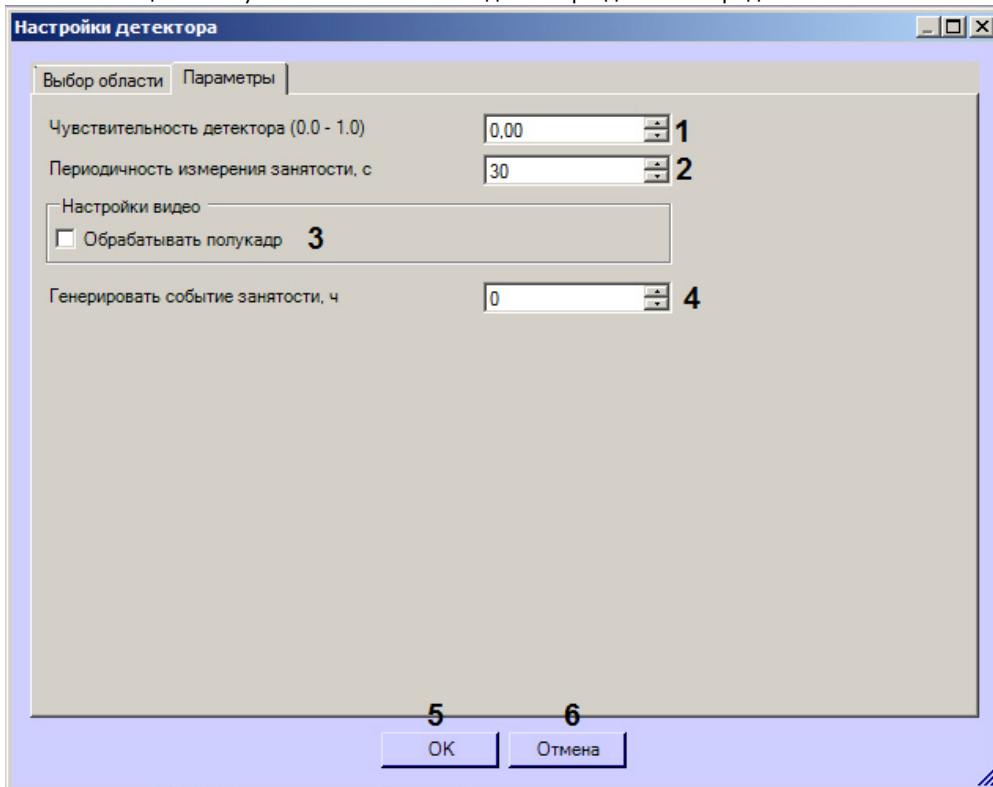 Настройки детектора
Выбор области Параметры
Чувствительность детектора (0.0 - 1.0) 0,00 1
Периодичность измерения занятости, с 30 2
Настройки видео
Обрабатывать полукадр 3
Генерировать событие занятости, ч 0 4
5 6
OK Отмена